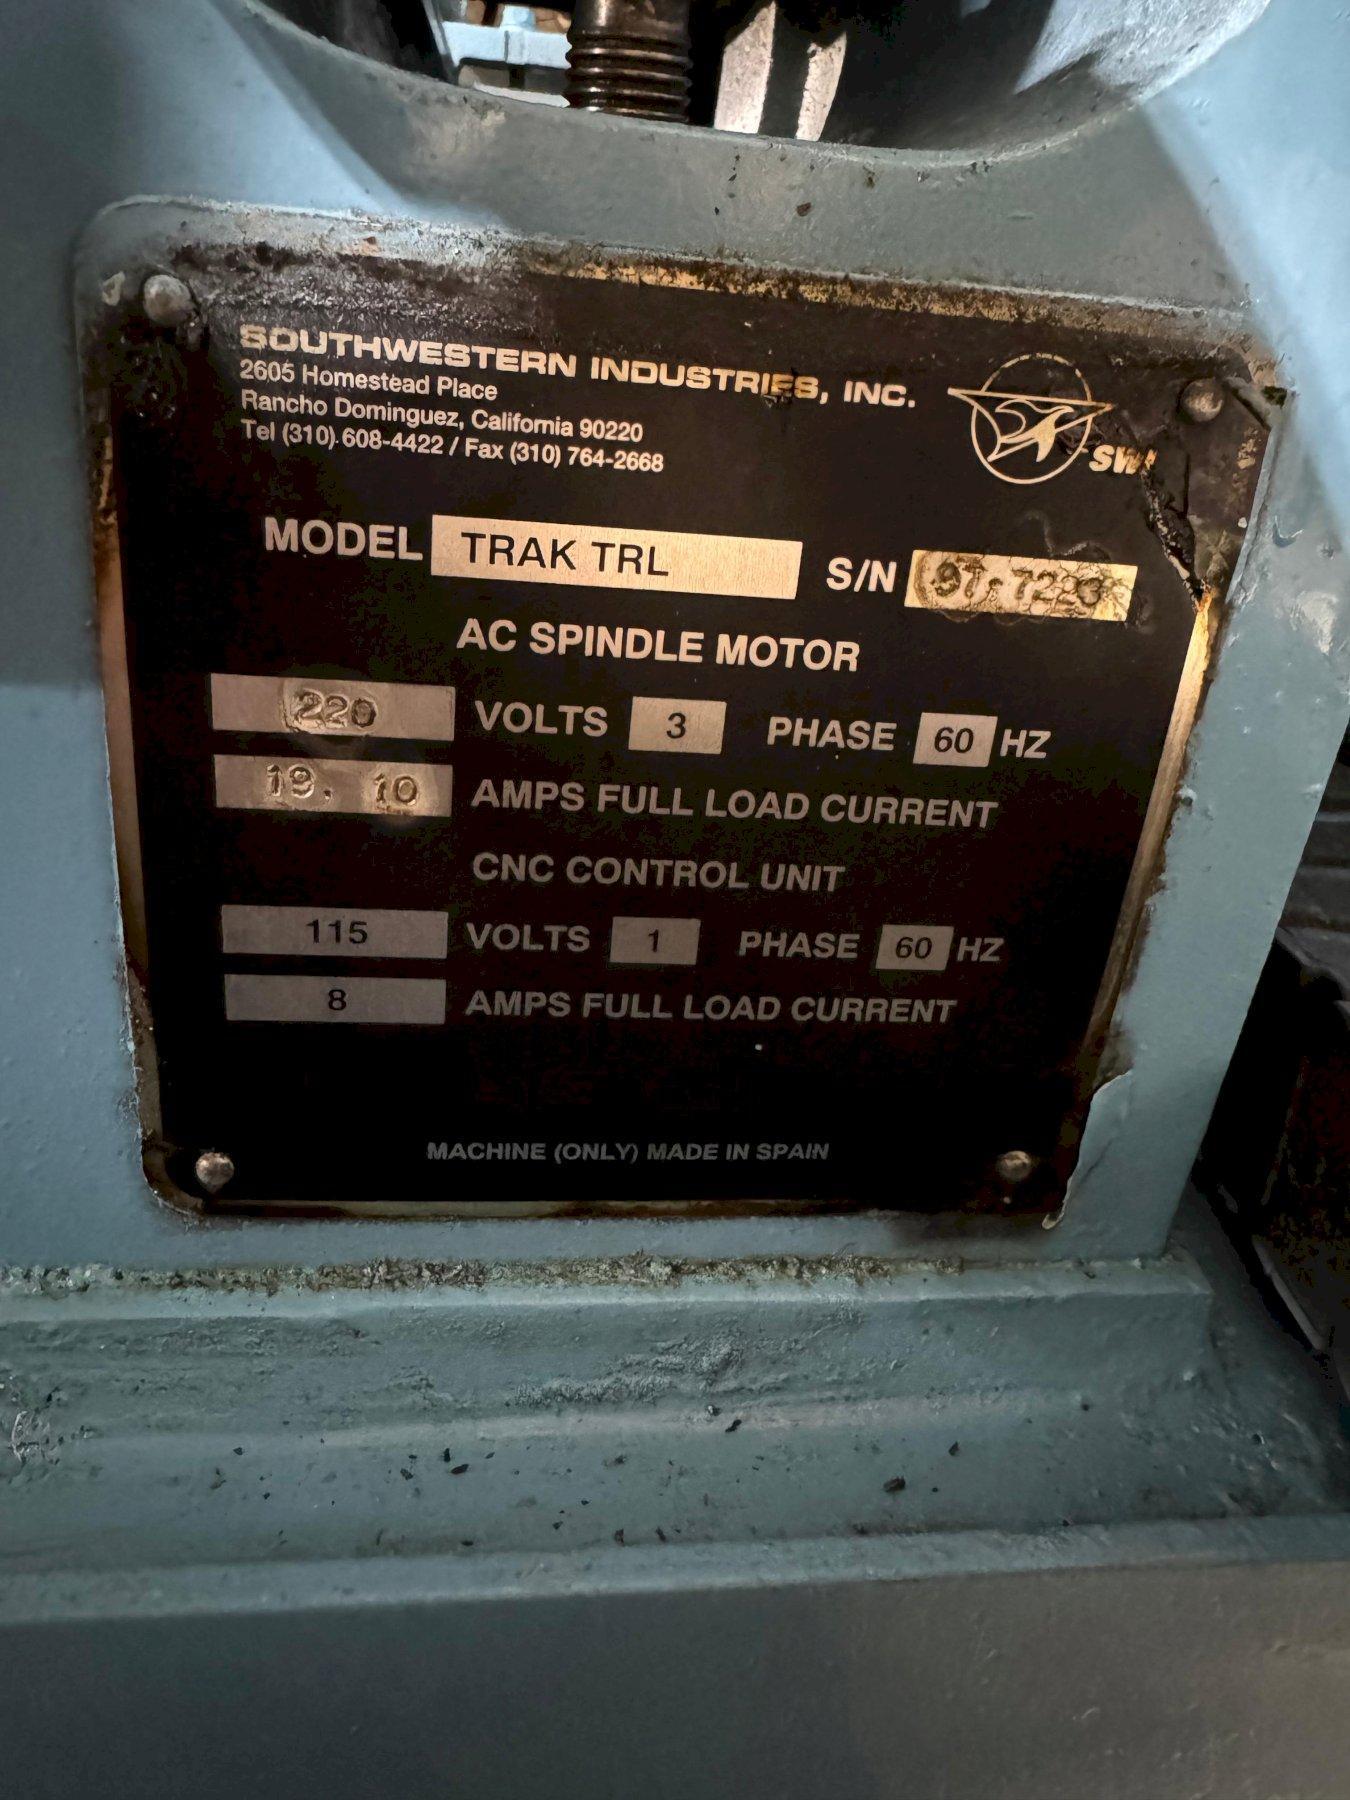 SOUTHWESTERN INDUSTRIES, INC.
2605 Homestead Place
Rancho Dominguez, California 90220
Tel (310) 608-4422 / Fax (310) 764-2668
SWI
MODEL TRAK TRL S/N 97.7223
AC SPINDLE MOTOR
220 VOLTS 3 PHASE 60 HZ
19. 10 AMPS FULL LOAD CURRENT
CNC CONTROL UNIT
115 VOLTS 1 PHASE 60 HZ
8 AMPS FULL LOAD CURRENT
MACHINE (ONLY) MADE IN SPAIN